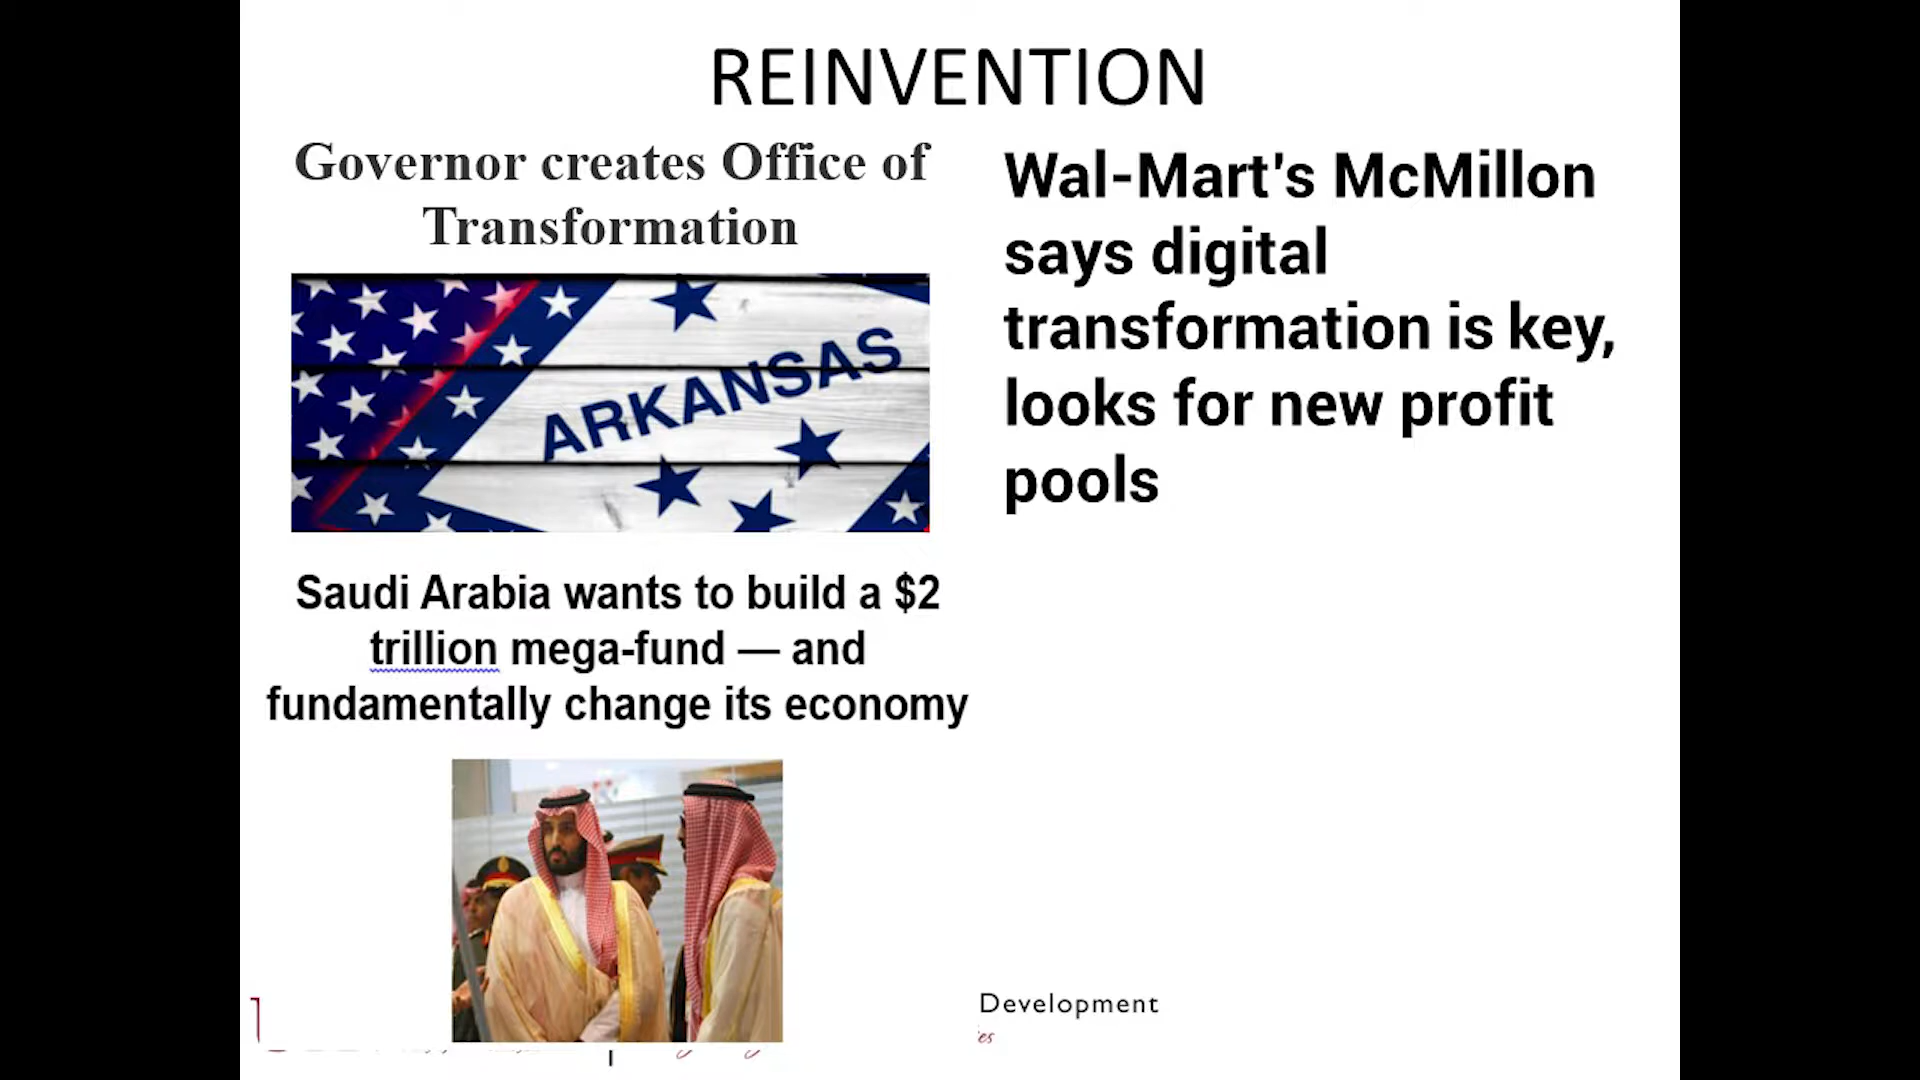 REINVENTION
Governor creates Office of
Transformation
ARKANSAS
Saudi Arabia wants to build a $2
trillion mega-fund — and
fundamentally change its economy
Wal-Mart's McMillon
says digital
transformation is key,
looks for new profit
pools
Development